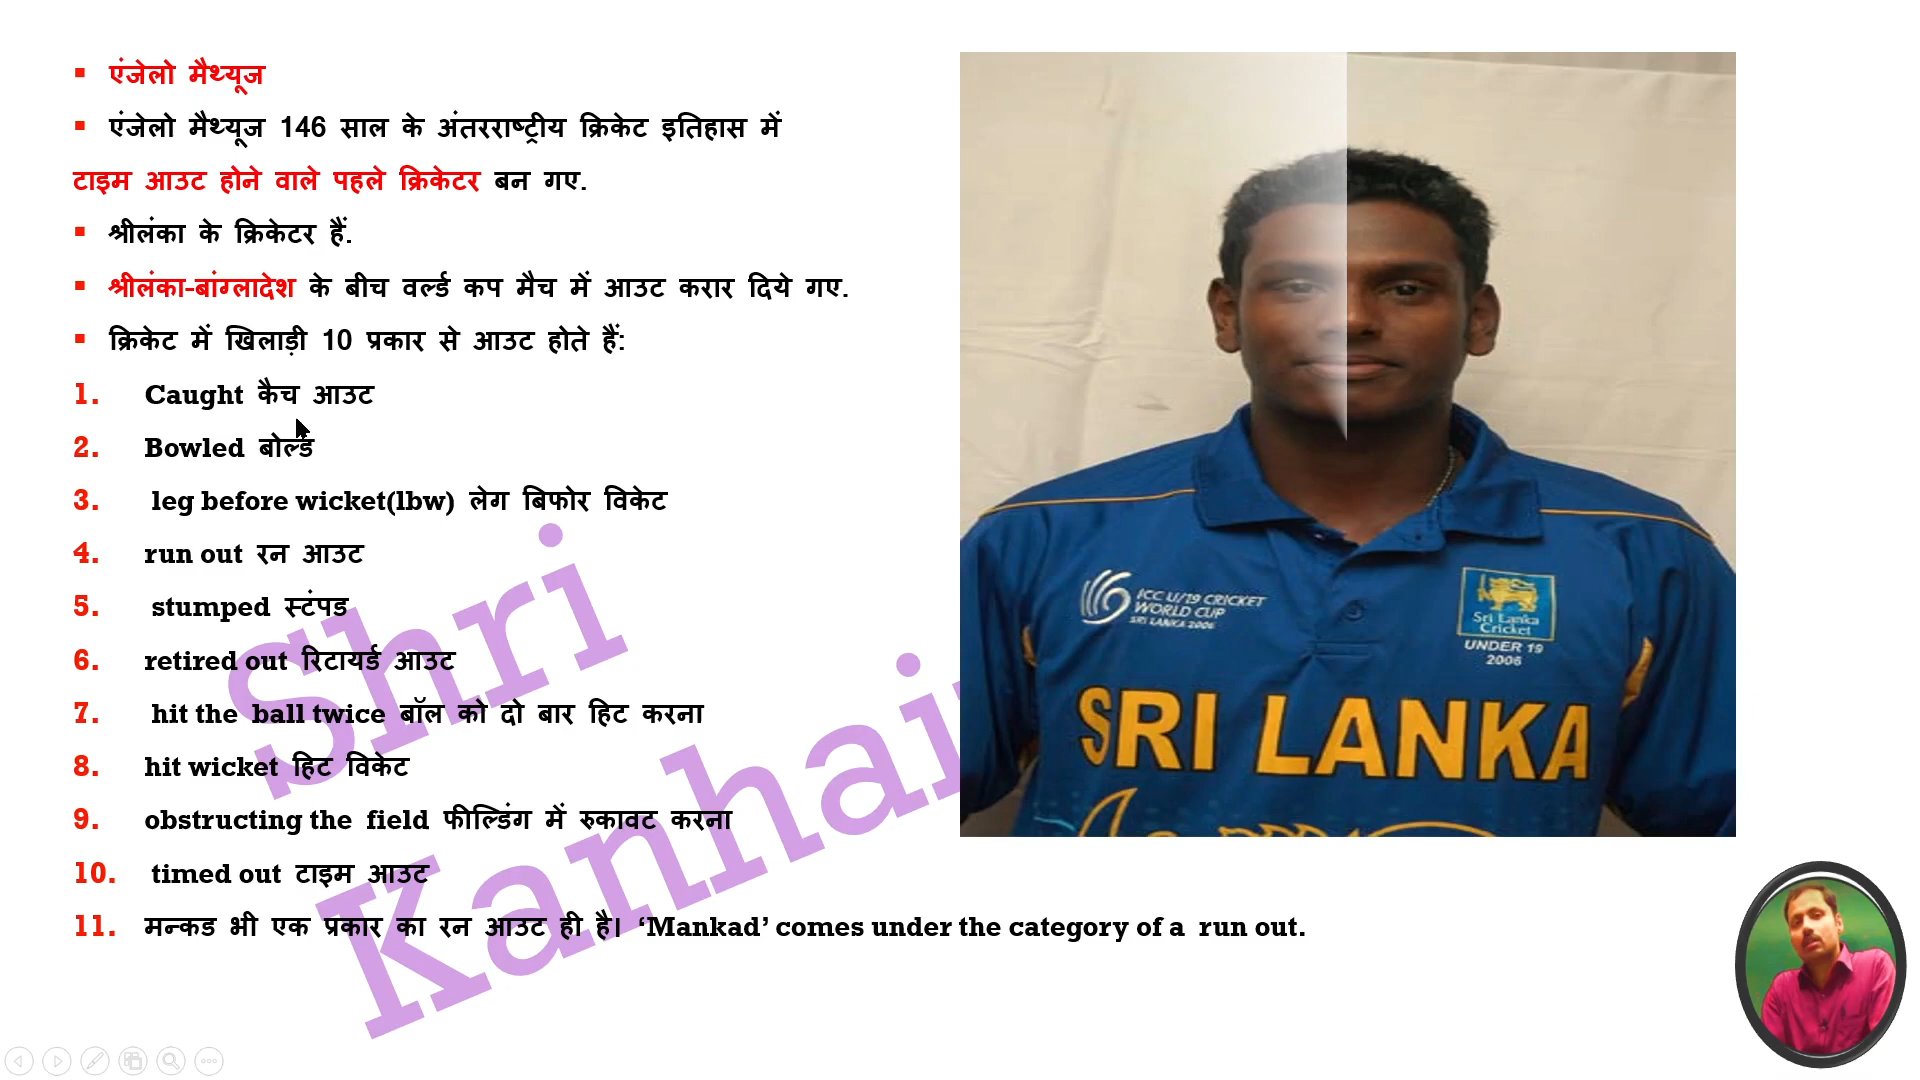 ▪ एंजेलो मैथ्यूज
▪ एंजेलो मैथ्यूज 146 साल के अंतरराष्ट्रीय क्रिकेट इतिहास में
टाइम आउट होने वाले पहले क्रिकेटर बन गए.
▪ श्रीलंका के क्रिकेटर हैं.
▪ श्रीलंका-बांग्लादेश के बीच वर्ल्ड कप मैच में आउट करार दिये गए.
▪ क्रिकेट में खिलाड़ी 10 प्रकार से आउट होते हैं:
1. Caught कैच आउट
2. Bowled बोल्ड
3. leg before wicket(lbw) लेग बिफोर विकेट
4. run out रन आउट
5. stumped स्टंपड
6. retired out रिटायर्ड आउट
7. hit the ball twice बॉल को दो बार हिट करना
8. hit wicket हिट विकेट
9. obstructing the field फील्डिंग में रुकावट करना
10. timed out टाइम आउट
11. मन्कड भी एक प्रकार का रन आउट ही है। ‘Mankad’ comes under the category of a run out.
Shri
Kanhai
ICC U/19 CRICKET
WORLD CUP
SRI LANKA 2006
Sri Lanka
Cricket
UNDER 19
2006
SRI LANKA